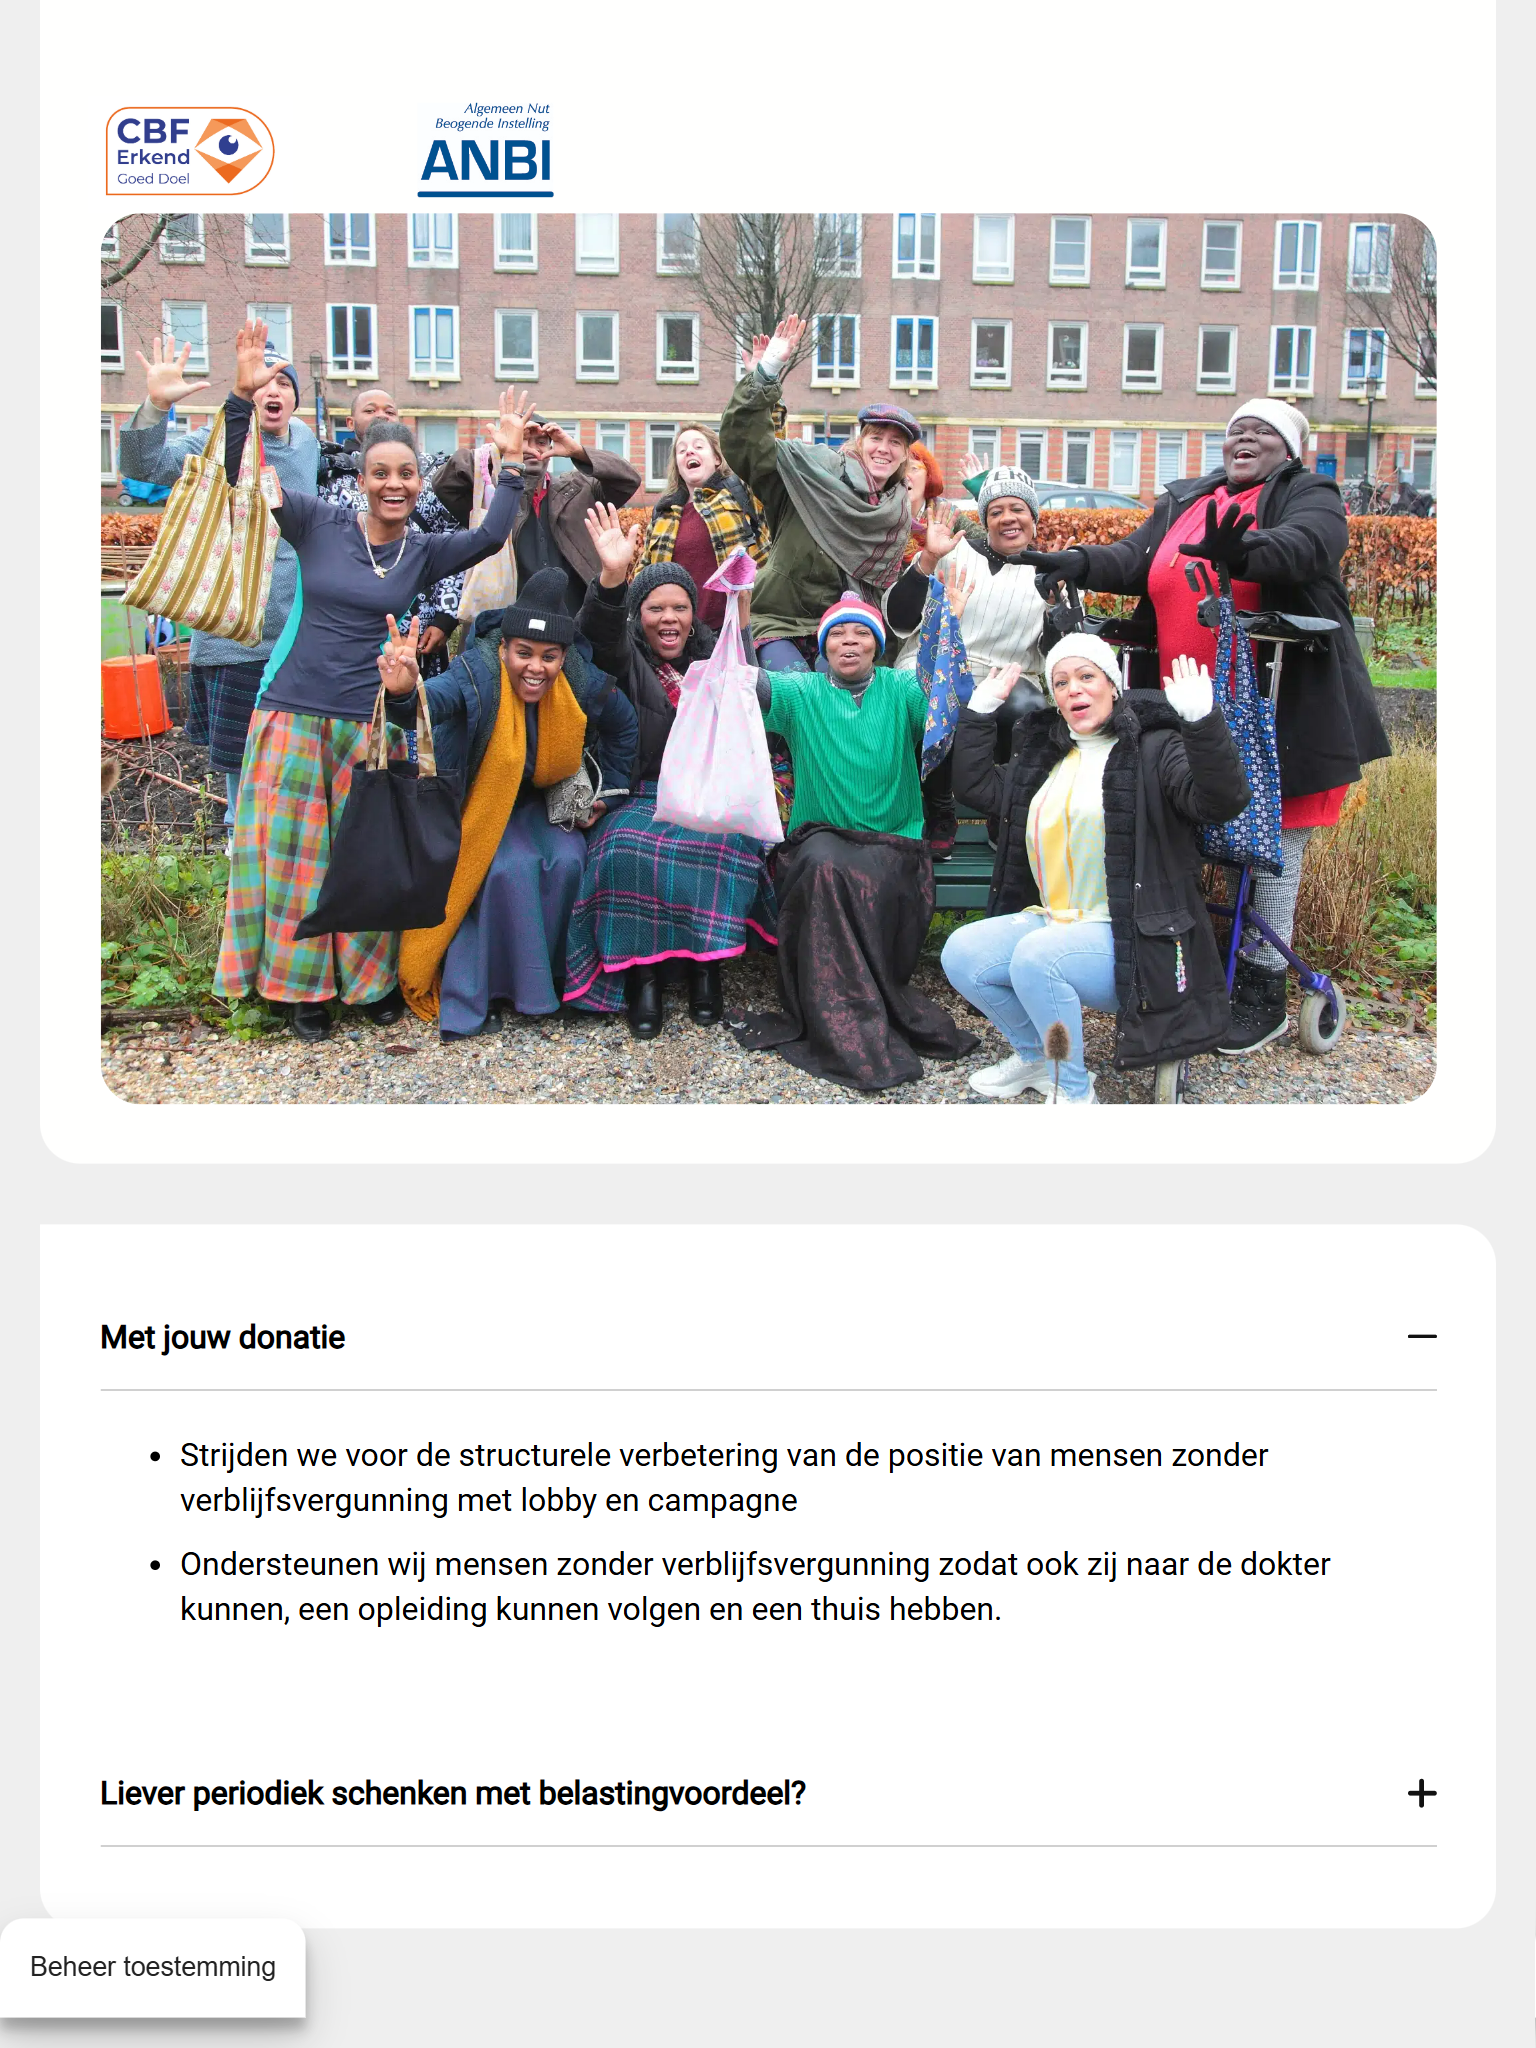 CBF
Erkend
Goed Doel
Algemeen Nut
Beogende Instelling
ANBI
Met jouw donatie
Strijden we voor de structurele verbetering van de positie van mensen zonder
verblijfsvergunning met lobby en campagne
Ondersteunen wij mensen zonder verblijfsvergunning zodat ook zij naar de dokter
kunnen, een opleiding kunnen volgen en een thuis hebben.
Liever periodiek schenken met belastingvoordeel?
Beheer toestemming